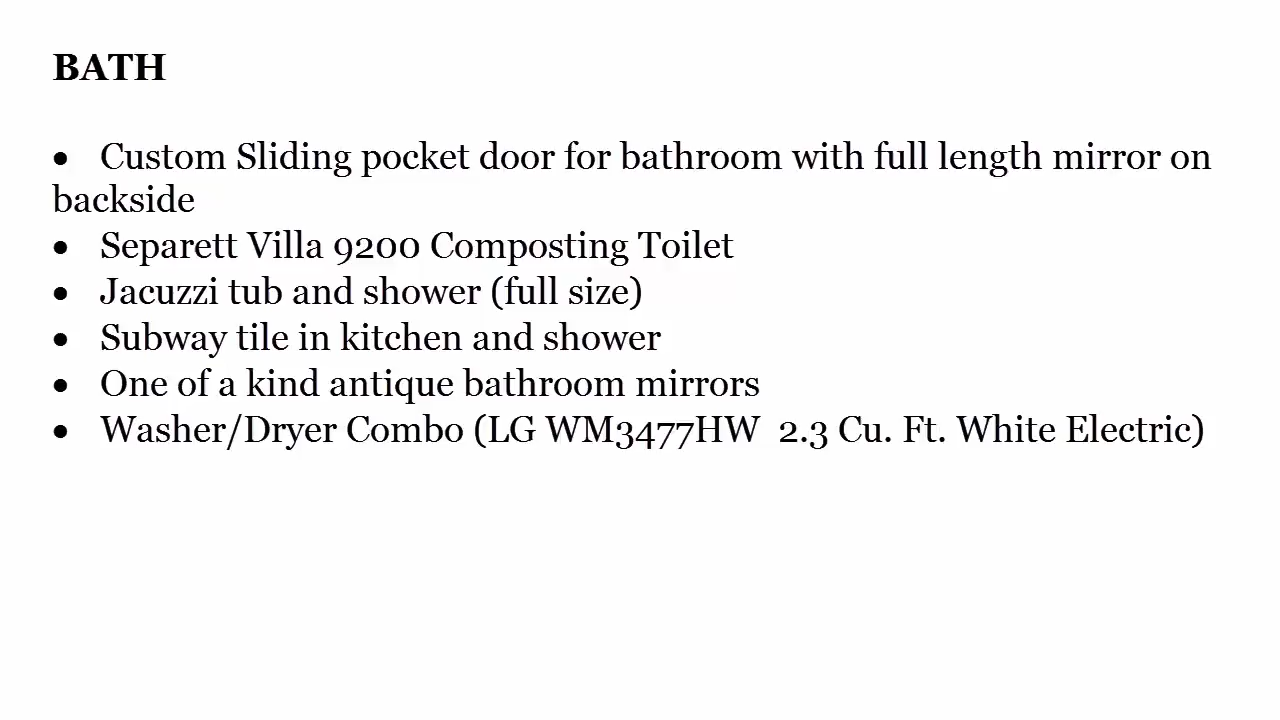 BATH
• Custom Sliding pocket door for bathroom with full length mirror on
backside
• Separett Villa 9200 Composting Toilet
• Jacuzzi tub and shower (full size)
• Subway tile in kitchen and shower
• One of a kind antique bathroom mirrors
• Washer/Dryer Combo (LG WM3477HW  2.3 Cu. Ft. White Electric)